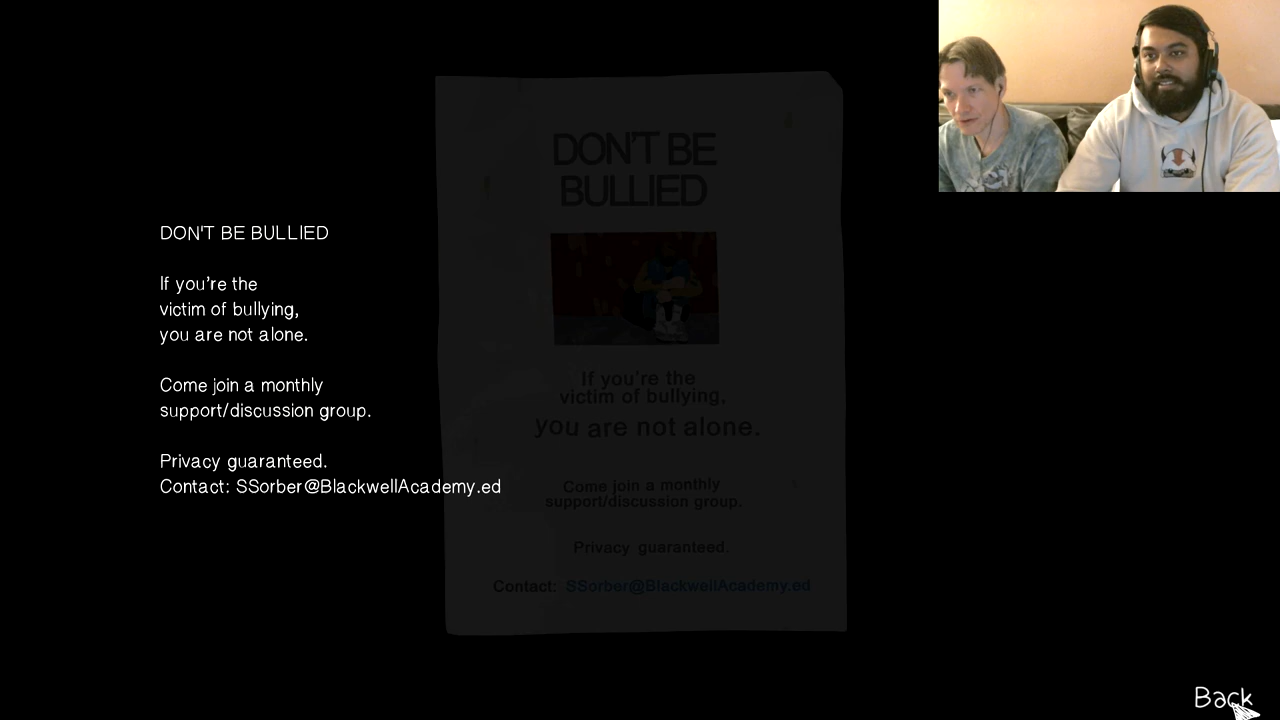 DON'T BE BULLIED
If you're the
victim of bullying,
you are not alone.
Come join a monthly
support/discussion group.
Privacy guaranteed.
Contact: SSorber@BlackwellAcademy.ed
DON'T BE
BULLIED
If you're the
victim of bullying,
you are not alone.
Come join a monthly
support/discussion group.
Privacy guaranteed.
Contact: SSorber@BlackwellAcademy.ed
Back